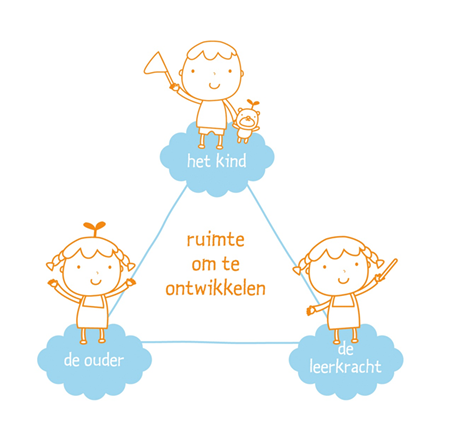 het kind
ruimte
om te
ontwikkelen
de ouder
de
leerkracht